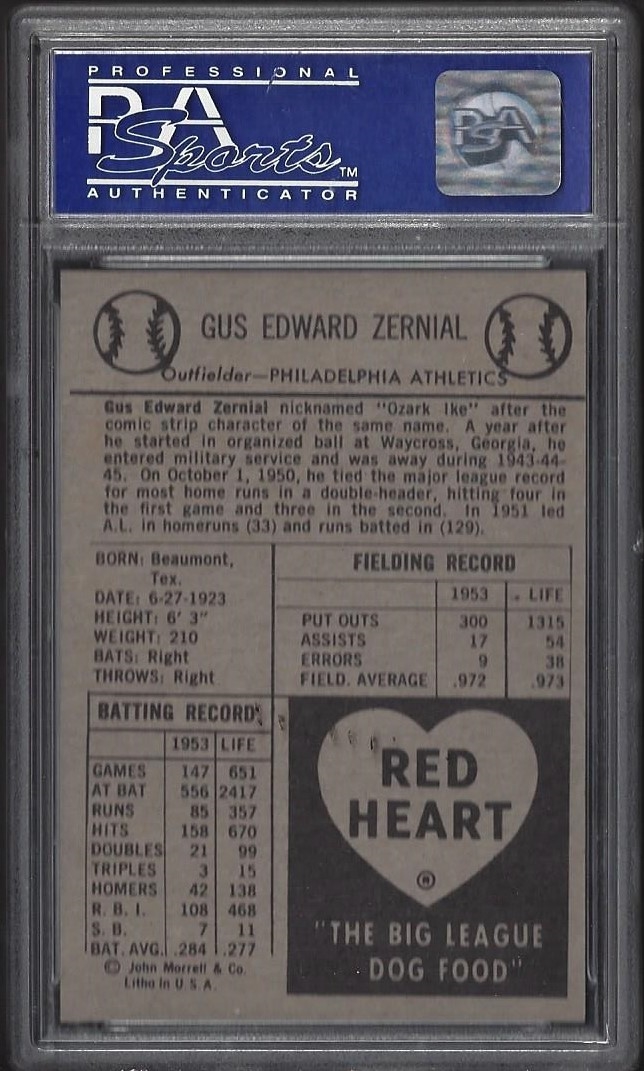 PROFESSIONAL
PSA
Sports™
AUTHENTICATOR
PSA
GUS EDWARD ZERNIAL
Outfielder—PHILADELPHIA ATHLETICS
Gus Edward Zernial nicknamed "Ozark Ike" after the
comic strip character of the same name. A year after
he started in organized ball at Waycross, Georgia, he
entered military service and was away during 1943-44-
45. On October 1, 1950, he tied the major league record
for most home runs in a double-header, hitting four in
the first game and three in the second. In 1951 led
A.L. in homeruns (33) and runs batted in (129).
BORN: Beaumont,
Tex.
DATE: 6-27-1923
HEIGHT: 6' 3"
WEIGHT: 210
BATS: Right
THROWS: Right
FIELDING RECORD
1953 LIFE
PUT OUTS 300 1315
ASSISTS 17 54
ERRORS 9 38
FIELD. AVERAGE .972 .973
BATTING RECORD
1953 LIFE
GAMES 147 651
AT BAT 556 2417
RUNS 85 357
HITS 158 670
DOUBLES 21 99
TRIPLES 3 15
HOMERS 42 138
R. B. I. 108 468
S. B. 7 11
BAT. AVG. .284 .277
© John Morrell & Co.
Litho in U.S.A.
RED
HEART
®
"THE BIG LEAGUE
DOG FOOD"